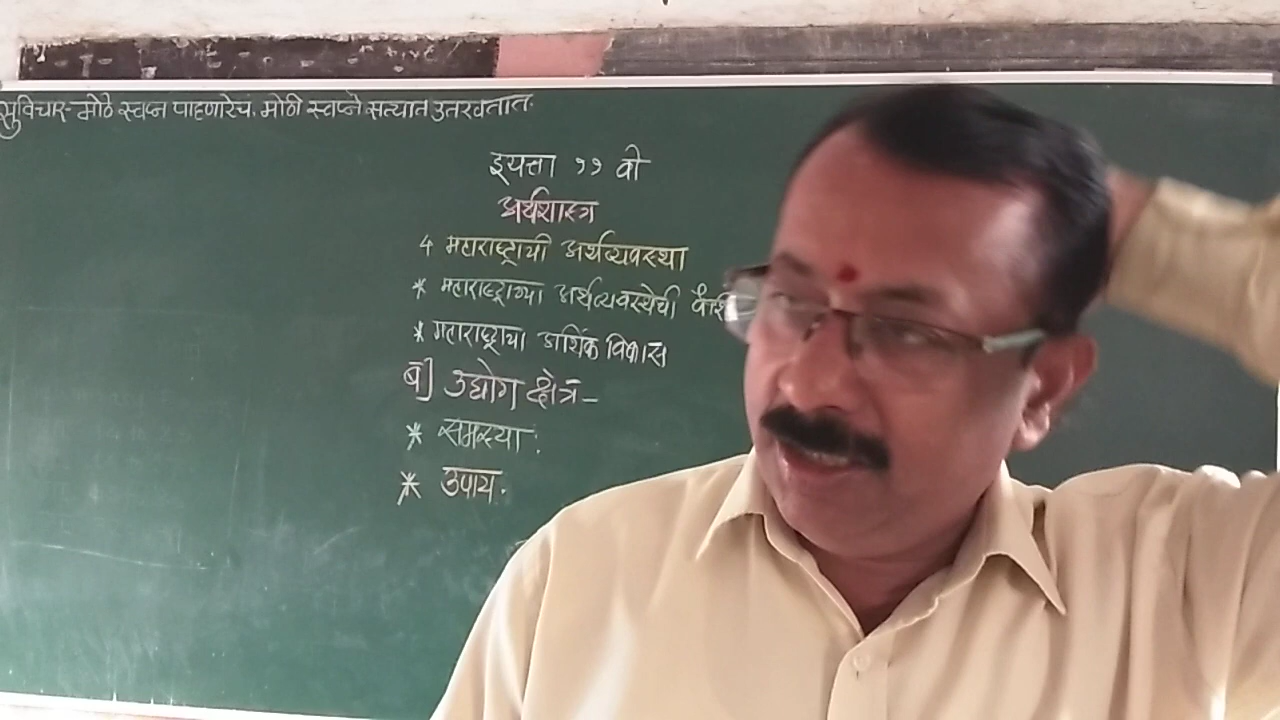 सुविचार- मोठे स्वप्न पाहणारेच. मोठी स्वप्ने सत्यात उतरवतात.
इयत्ता ११ वी
अर्थशास्त्र
4 महाराष्ट्राची अर्थव्यवस्था
* महाराष्ट्राच्या अर्थव्यवस्थेची
* महाराष्ट्राचा आर्थिक विकास
ब] उद्योग क्षेत्र-
* समस्या:
* उपाय.